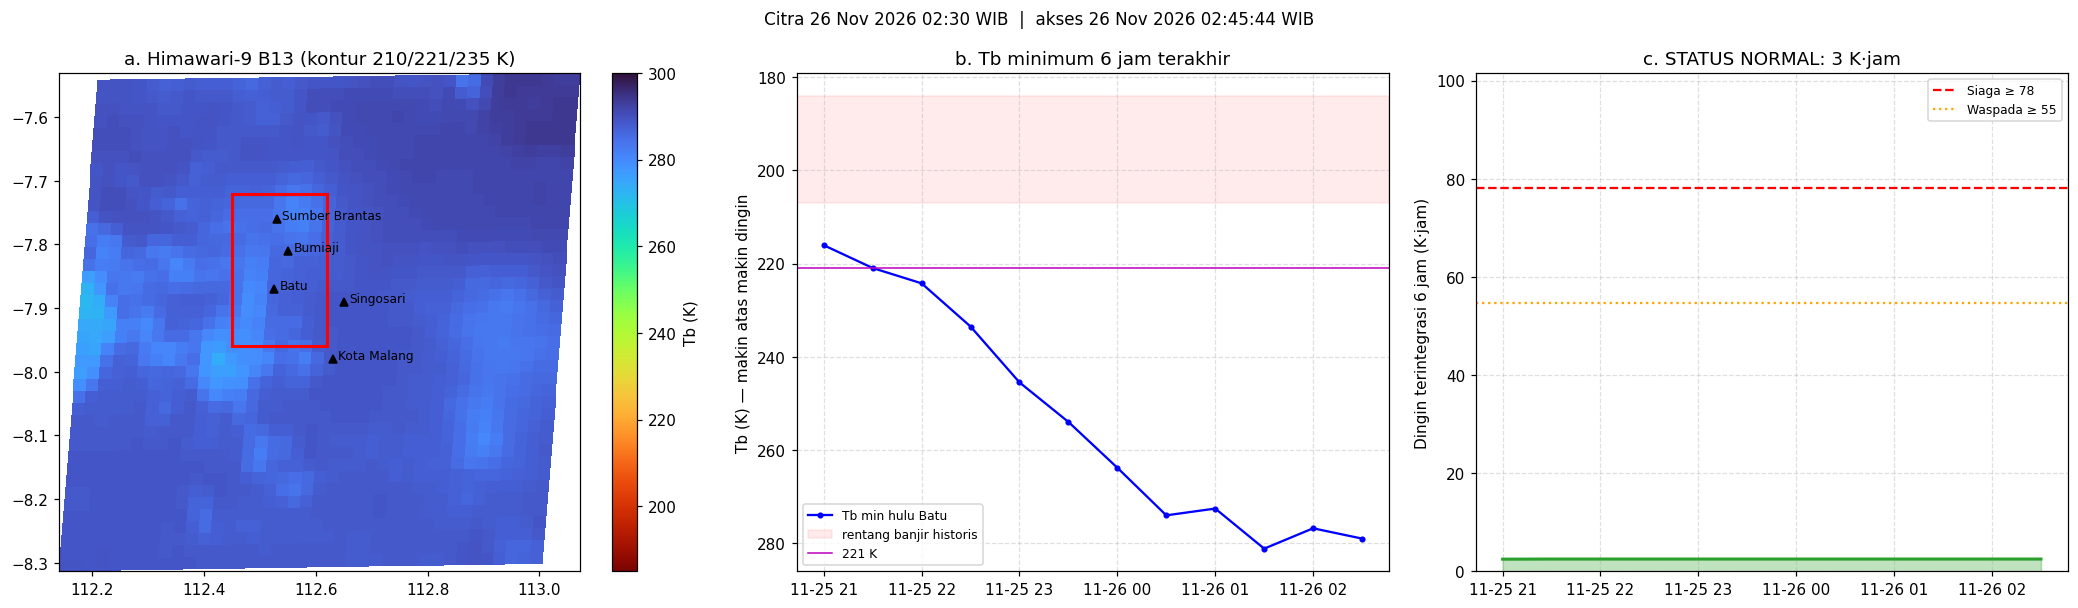 Citra 26 Nov 2026 02:30 WIB | akses 26 Nov 2026 02:45:44 WIB
a. Himawari-9 B13 (kontur 210/221/235 K)
−7.6
−7.7
−7.8
−7.9
−8.0
−8.1
−8.2
−8.3
112.2
112.4
112.6
112.8
113.0
Sumber Brantas
Bumiaji
Batu
Singosari
Kota Malang
300
280
260
240
220
200
Tb (K)
b. Tb minimum 6 jam terakhir
Tb (K) — makin atas makin dingin
180
200
220
240
260
280
11-25 21
11-25 22
11-25 23
11-26 00
11-26 01
11-26 02
Tb min hulu Batu
rentang banjir historis
221 K
c. STATUS NORMAL: 3 K·jam
Dingin terintegrasi 6 jam (K·jam)
100
80
60
40
20
0
11-25 21
11-25 22
11-25 23
11-26 00
11-26 01
11-26 02
Siaga ≥ 78
Waspada ≥ 55